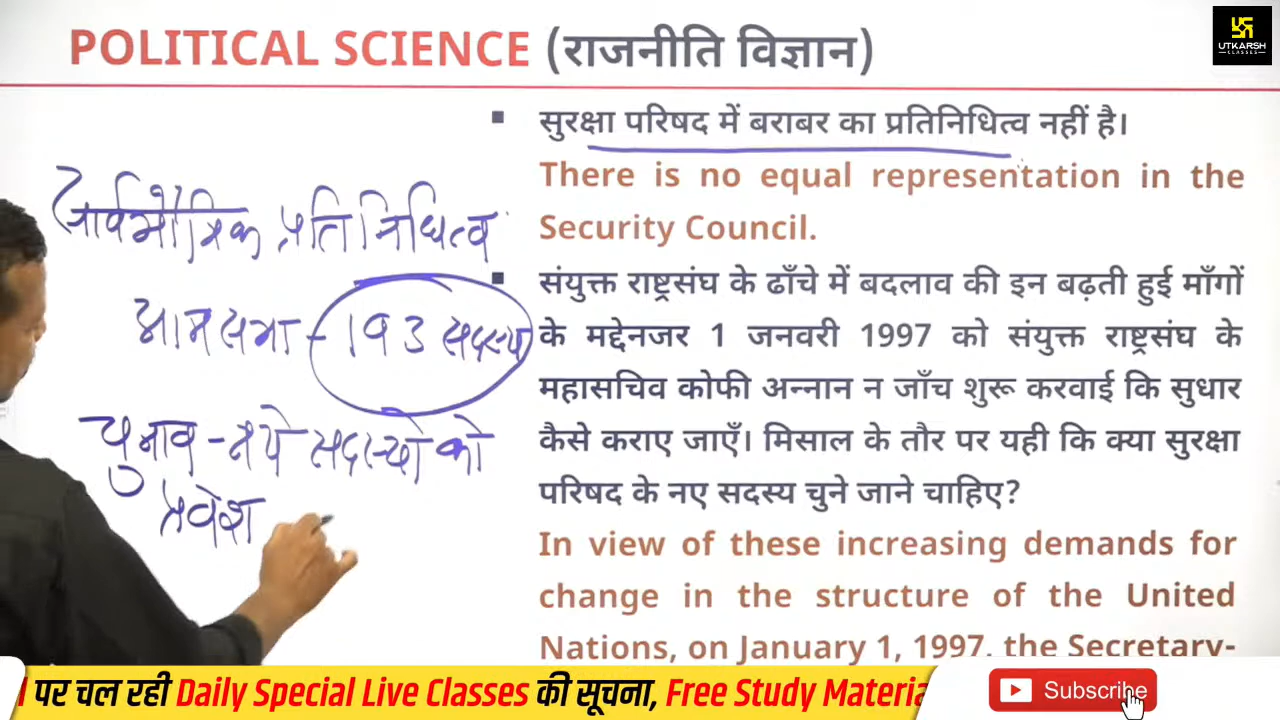 POLITICAL SCIENCE (राजनीति विज्ञान)
UTKARSH
CLASSES
सार्वभौमिक प्रतिनिधित्व
आमसभा - 193 सदस्य
चुनाव - नये सदस्यों को
प्रवेश
▪ सुरक्षा परिषद में बराबर का प्रतिनिधित्व नहीं है।
There is no equal representation in the
Security Council.
▪ संयुक्त राष्ट्रसंघ के ढाँचे में बदलाव की इन बढ़ती हुई माँगों
के मद्देनजर 1 जनवरी 1997 को संयुक्त राष्ट्रसंघ के
महासचिव कोफी अन्नान न जाँच शुरू करवाई कि सुधार
कैसे कराए जाएँ। मिसाल के तौर पर यही कि क्या सुरक्षा
परिषद के नए सदस्य चुने जाने चाहिए?
In view of these increasing demands for
change in the structure of the United
Nations, on January 1, 1997, the Secretary-
पर चल रही Daily Special Live Classes की सूचना, Free Study Materia
Subscribe